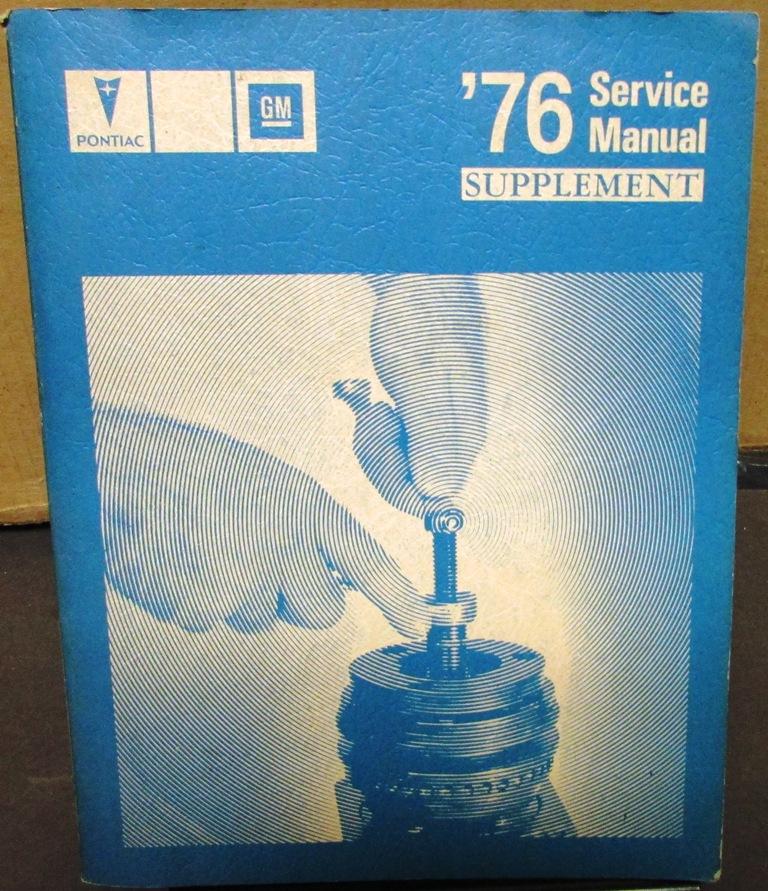 PONTIAC
GM
'76 Service
Manual
SUPPLEMENT